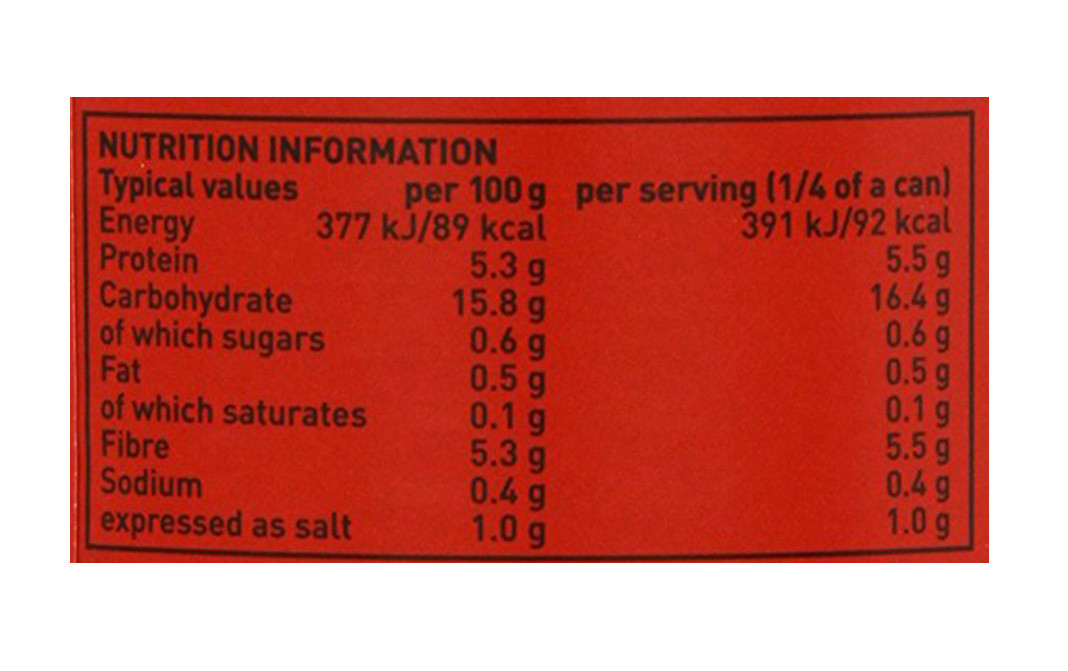 NUTRITION INFORMATION
Typical values per 100 g per serving (1/4 of a can)
Energy 377 kJ/89 kcal 391 kJ/92 kcal
Protein 5.3 g 5.5 g
Carbohydrate 15.8 g 16.4 g
of which sugars 0.6 g 0.6 g
Fat 0.5 g 0.5 g
of which saturates 0.1 g 0.1 g
Fibre 5.3 g 5.5 g
Sodium 0.4 g 0.4 g
expressed as salt 1.0 g 1.0 g